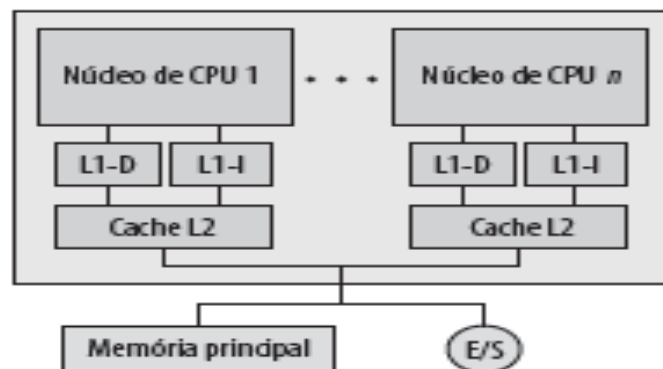 Núcleo de CPU 1 • • • Núcleo de CPU n
L1-D L1-I L1-D L1-I
Cache L2 Cache L2
Memória principal E/S